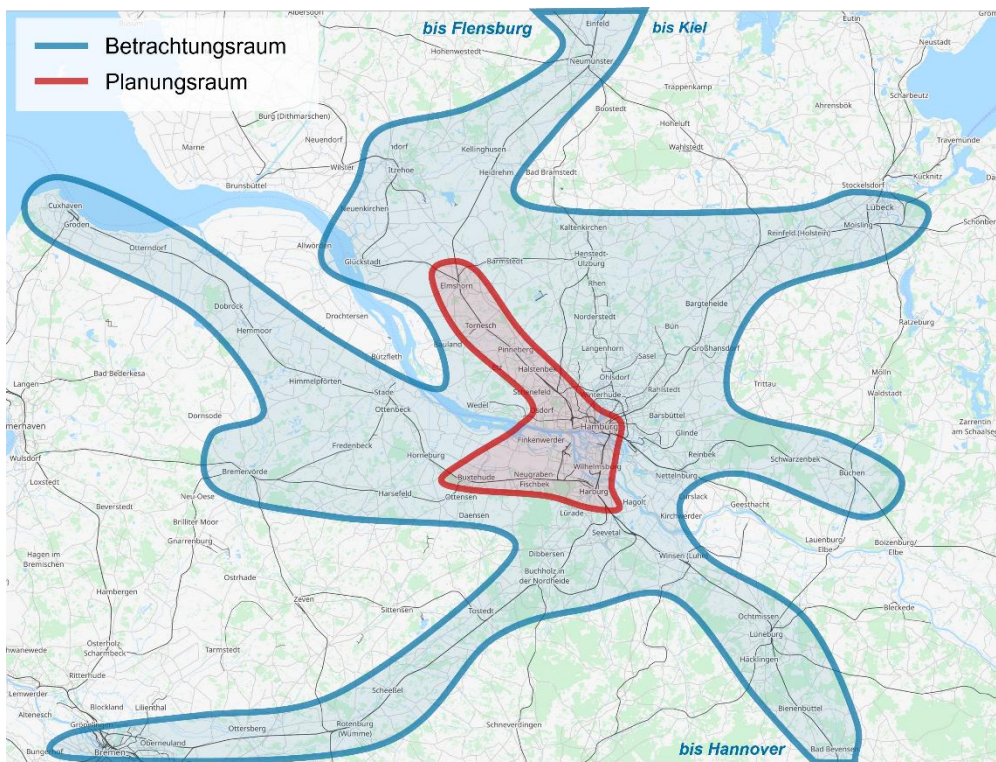 Betrachtungsraum
Planungsraum
bis Flensburg
bis Kiel
bis Hannover
Albersdorf
Hohenwestedt
Einfeld
Neumünster
Eutin
Neustadt
Scharbeutz
Trappenkamp
Ahrensbök
Boostedt
Burg (Dithmarschen)
Neuendorf
Marne
Wilster
Brunsbüttel
Itzehoe
Kellinghusen
Heidrehm
Bad Bramstedt
Hoheluft
Wahlstedt
Travemünde
Kücknitz
Stockelsdorf
Lübeck
Moisling
Schönber
Reinfeld (Holstein)
Cuxhaven
Groden
Otterndorf
Neuenkirchen
Allwörden
Glückstadt
Kaltenkirchen
Henstedt-
Ulzburg
Rhen
Barmstedt
Elmshorn
Bargteheide
Dobrock
Hemmoor
Drochtersen
Tornesch
Norderstedt
Ratzeburg
Bützfleth
Pinneberg
Langenhorn
Sasel
Großhansdorf
Langen
Bad Bederkesa
Himmelpforten
Stade
Halstenbek
Ohlsdorf
Rahlstedt
Trittau
Mölln
Waldstadt
Dornsode
Ottenbeck
Wedel
Barsbüttel
Zarrentin
am Schaalsee
Hamburg
Glinde
Wulsdorf
Loxstedt
Fredenbeck
Horneburg
Finkenwerder
Reinbek
Schwarzenbek
Büchen
Bremervörde
Buxtehude
Neugraben-
Fischbek
Wilhelmsburg
Nettelnburg
Beverstedt
Neu-Oese
Harsefeld
Ottensen
Harburg
Geesthacht
Brillit
Moor
Daensen
Lürade
Kirchwerder
Gnarrenburg
Seevetal
Lauenburg/
Elbe
Boizenburg/
Elbe
Hagen im
Bremischen
Dibbersen
Winsen (Luhe)
Ostrhade
Buchholz in
der Nordheide
Hambergen
Zeven
Sittensen
Tostedt
Ochtmissen
Bleckede
Osterholz-
Scharmbeck
Tarmstedt
Lüneburg
Ritterhude
Häcklingen
Lemwerder
Blockland
Lilienthal
Scheeßel
Altenesch
Gröpelingen
Ottersberg
Rotenburg
(Wümme)
Schneverdingen
Bienenbüttel
Bremen
Oberneuland
Bad Bevensen